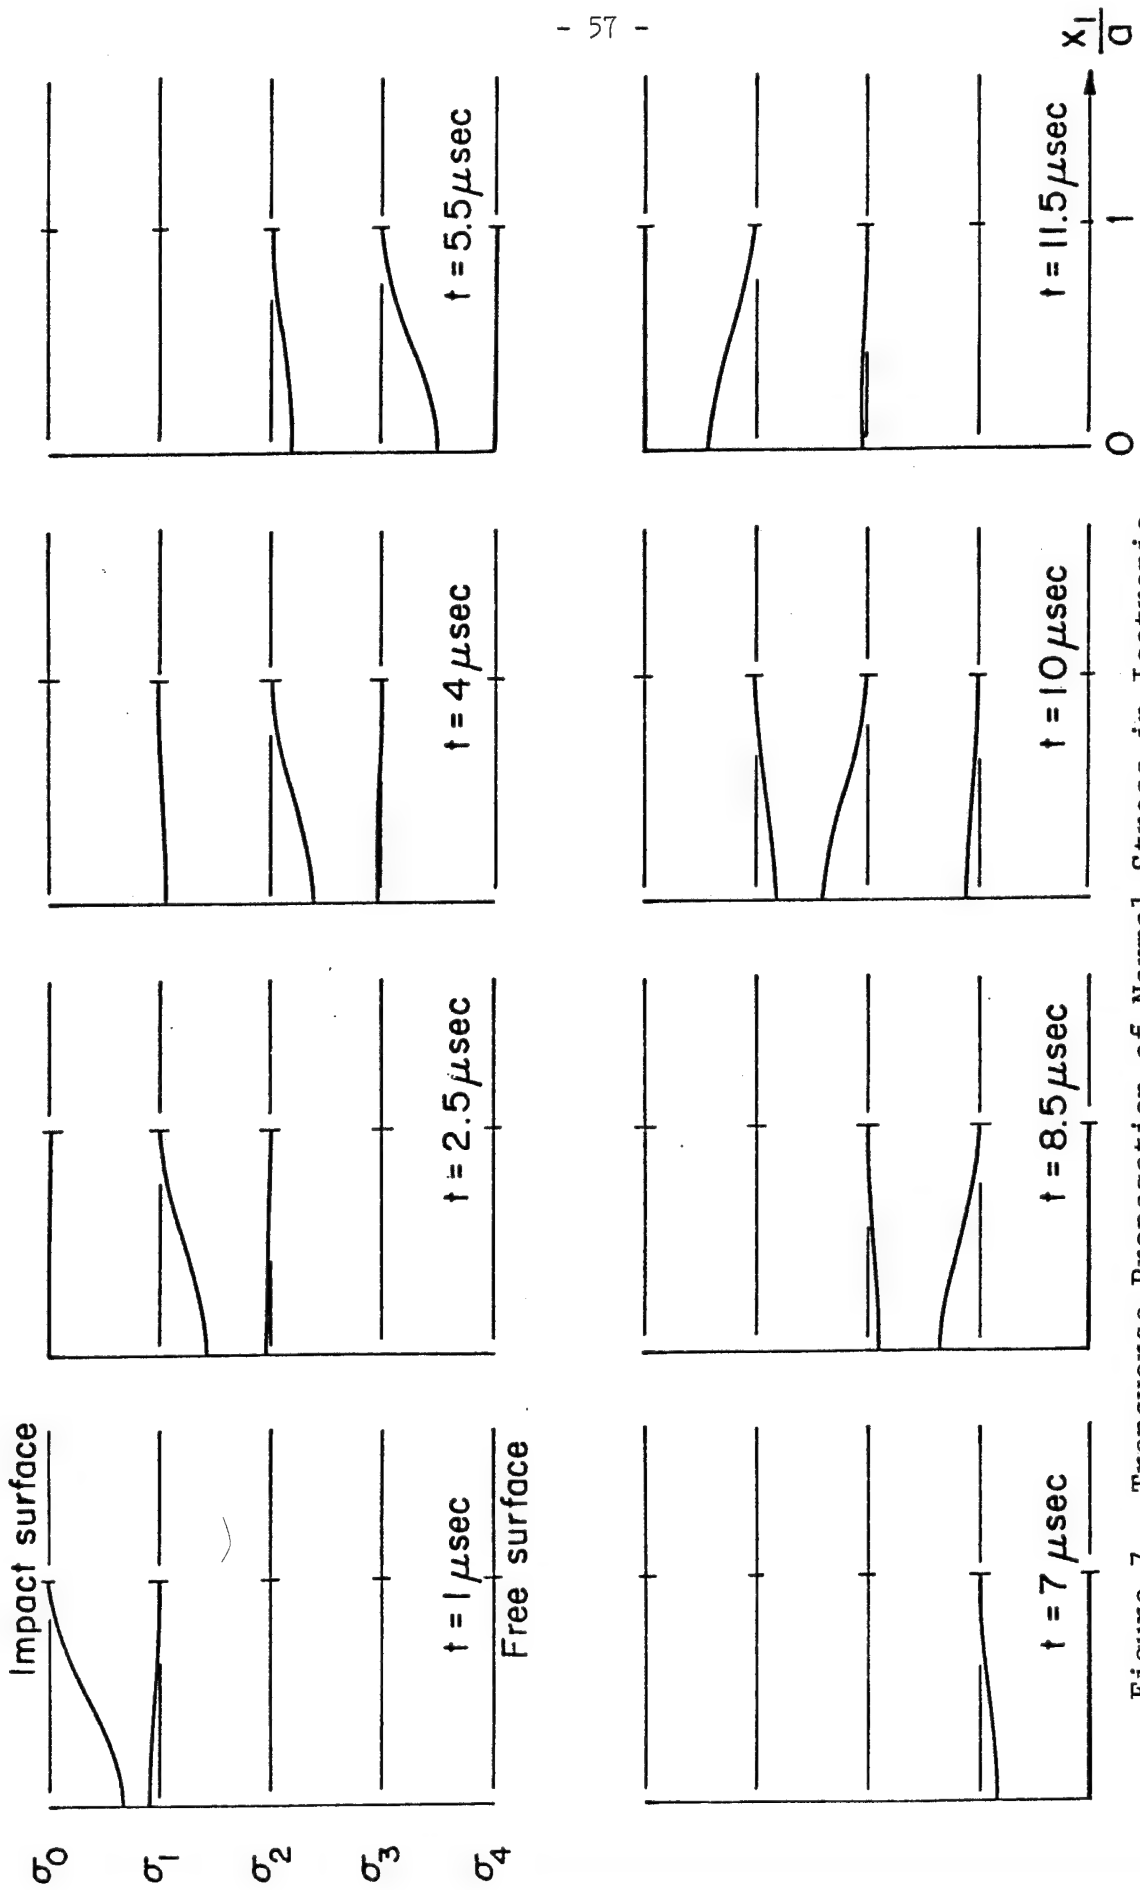 - 57 -
Impact surface
σ0
σ1
σ2
σ3
σ4
t = 1 μsec
Free surface
t = 2.5 μsec
t = 4 μsec
t = 5.5 μsec
t = 7 μsec
t = 8.5 μsec
t = 10 μsec
t = 11.5 μsec
0 1
x1
a
Figure 7 Transverse Propagation of Normal Stress in Isotropic